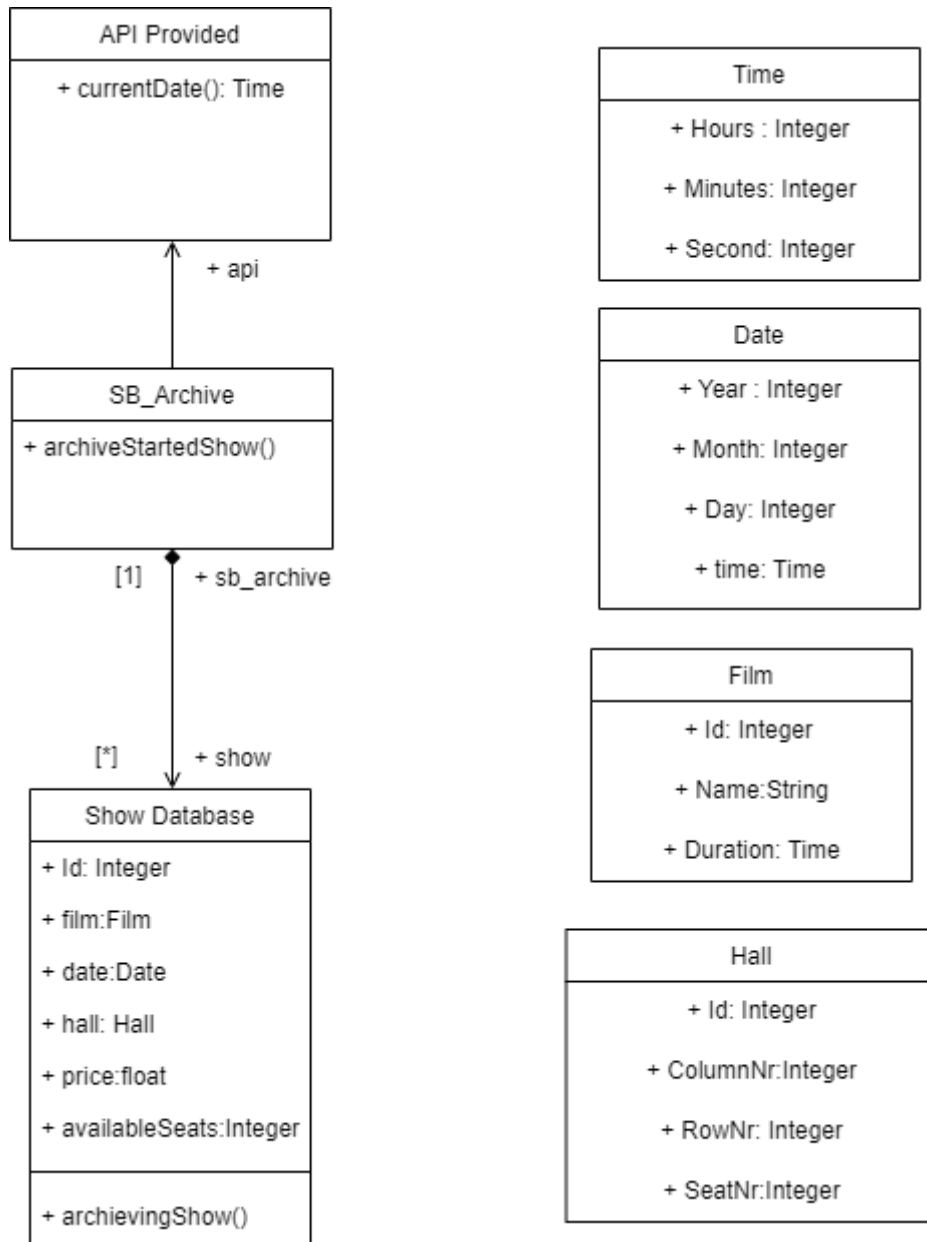 API Provided
+ currentDate(): Time
+ api
SB_Archive
+ archiveStartedShow()
[1]
+ sb_archive
[*]
+ show
Show Database
+ Id: Integer
+ film:Film
+ date:Date
+ hall: Hall
+ price:float
+ availableSeats:Integer
+ archievingShow()
Time
+ Hours : Integer
+ Minutes: Integer
+ Second: Integer
Date
+ Year : Integer
+ Month: Integer
+ Day: Integer
+ time: Time
Film
+ Id: Integer
+ Name:String
+ Duration: Time
Hall
+ Id: Integer
+ ColumnNr:Integer
+ RowNr: Integer
+ SeatNr:Integer